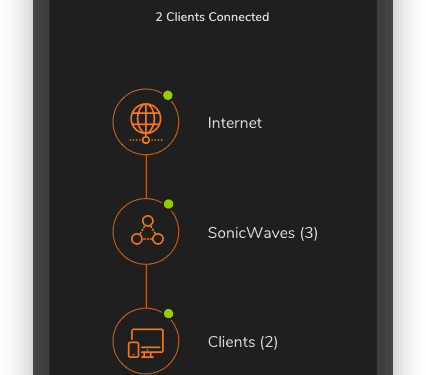 2 Clients Connected
Internet
SonicWaves (3)
Clients (2)